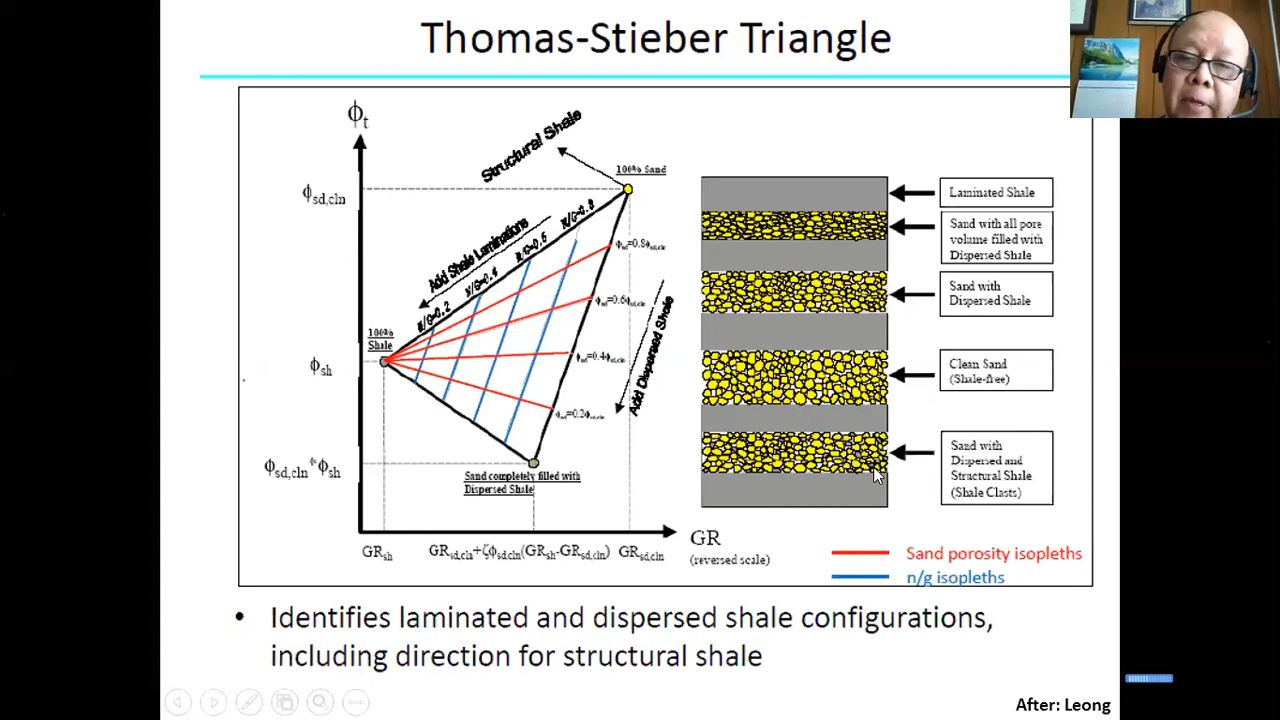 Thomas-Stieber Triangle
ϕt
Structural Shale
100% Sand
ϕsd,cln
N/G=0.8
Add Shale Laminations
N/G=0.6
ϕsd=0.8ϕsd,cln
N/G=0.4
ϕsd=0.6ϕsd,cln
N/G=0.2
100%
Shale
Add Dispersed Shale
ϕsh
ϕsd=0.4ϕsd,cln
ϕsd=0.2ϕsd,cln
ϕsd,cln*ϕsh
Sand completely filled with
Dispersed Shale
GRsh
GRsd,cln+ζϕsd,cln(GRsh-GRsd,cln)
GRsd,cln
GR
(reversed scale)
Laminated Shale
Sand with all pore
volume filled with
Dispersed Shale
Sand with
Dispersed Shale
Clean Sand
(Shale-free)
Sand with
Dispersed and
Structural Shale
(Shale Clasts)
Sand porosity isopleths
n/g isopleths
• Identifies laminated and dispersed shale configurations,
including direction for structural shale
After: Leong